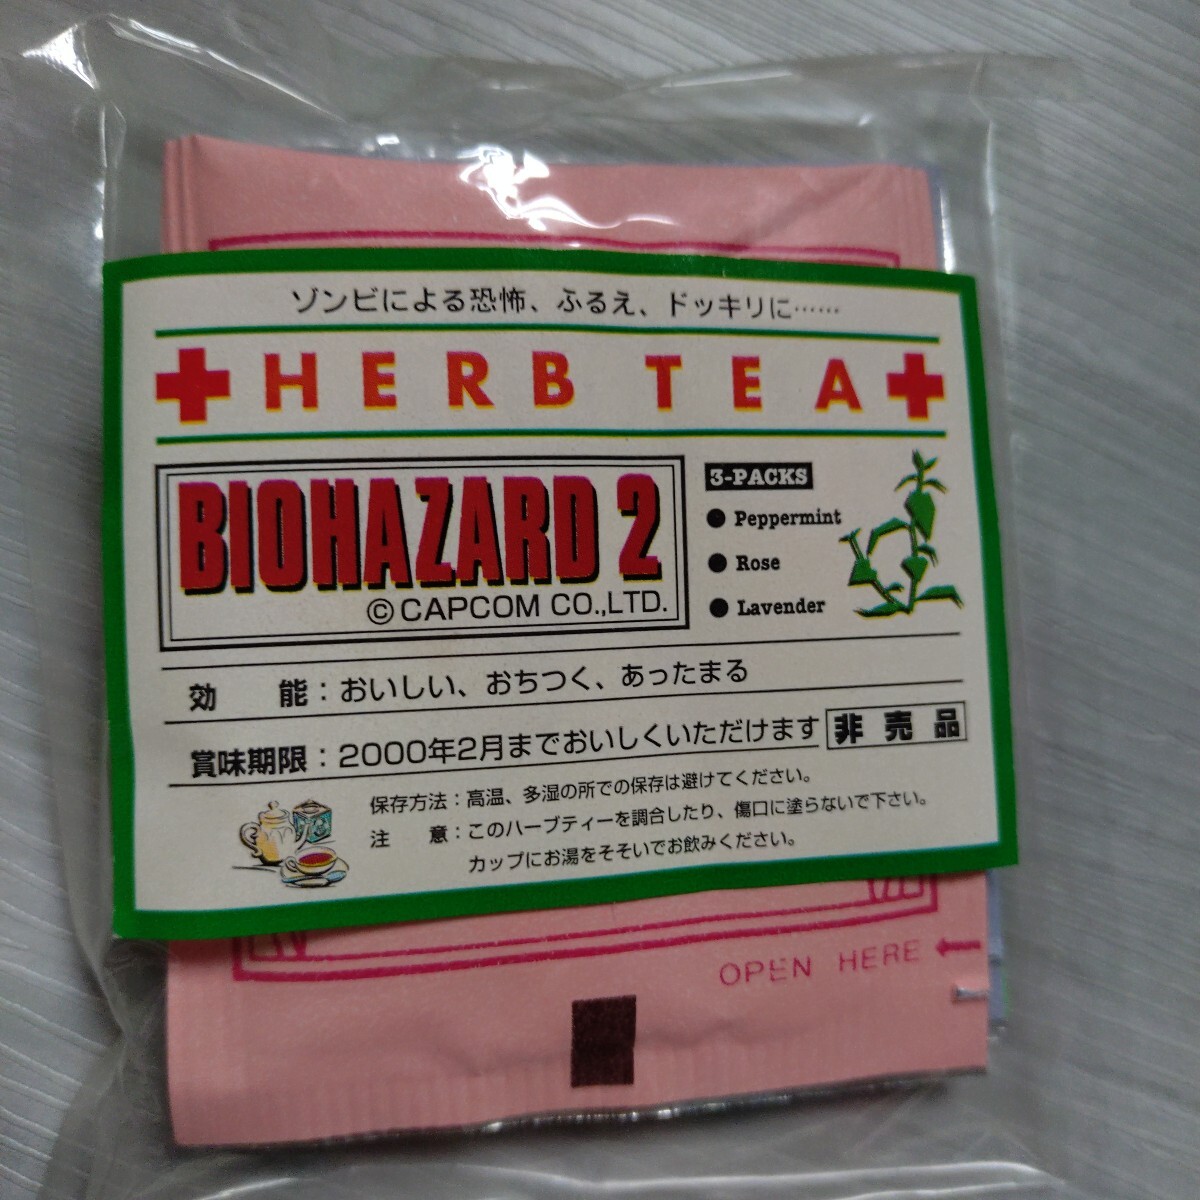 ゾンビによる恐怖、ふるえ、ドッキリに……
HERB TEA
BIOHAZARD 2
© CAPCOM CO.,LTD.
3-PACKS
● Peppermint
● Rose
● Lavender
効　能：おいしい、おちつく、あったまる
賞味期限：2000年2月までおいしくいただけます
非売品
保存方法：高温、多湿の所での保存は避けてください。
注　意：このハーブティーを調合したり、傷口に塗らないで下さい。
カップにお湯をそそいでお飲みください。
OPEN HERE